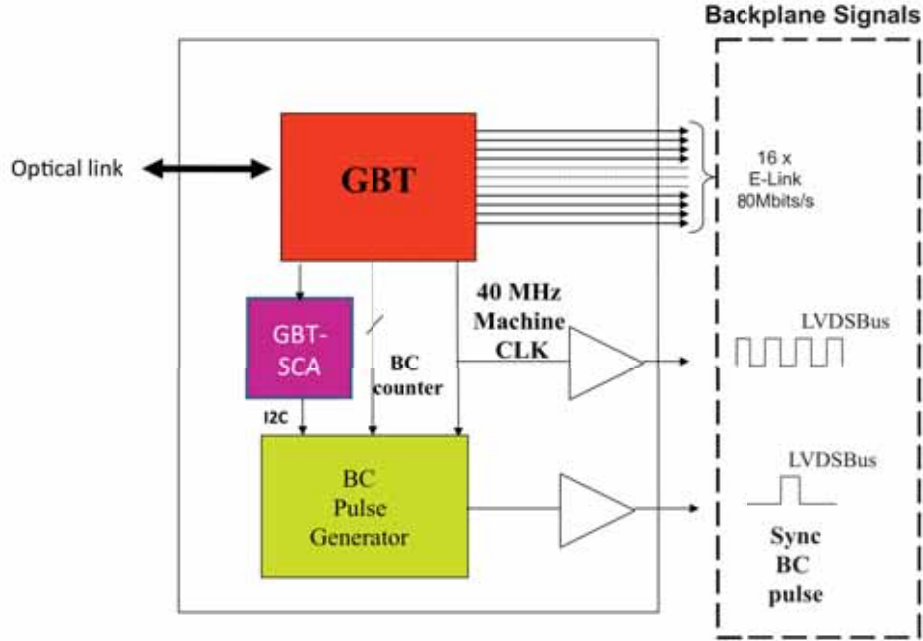 Backplane Signals
Optical link
GBT
16 x
E-Link
80Mbits/s
40 MHz
Machine
CLK
LVDSBus
GBT-
SCA
BC
counter
I2C
BC
Pulse
Generator
LVDSBus
Sync
BC
pulse